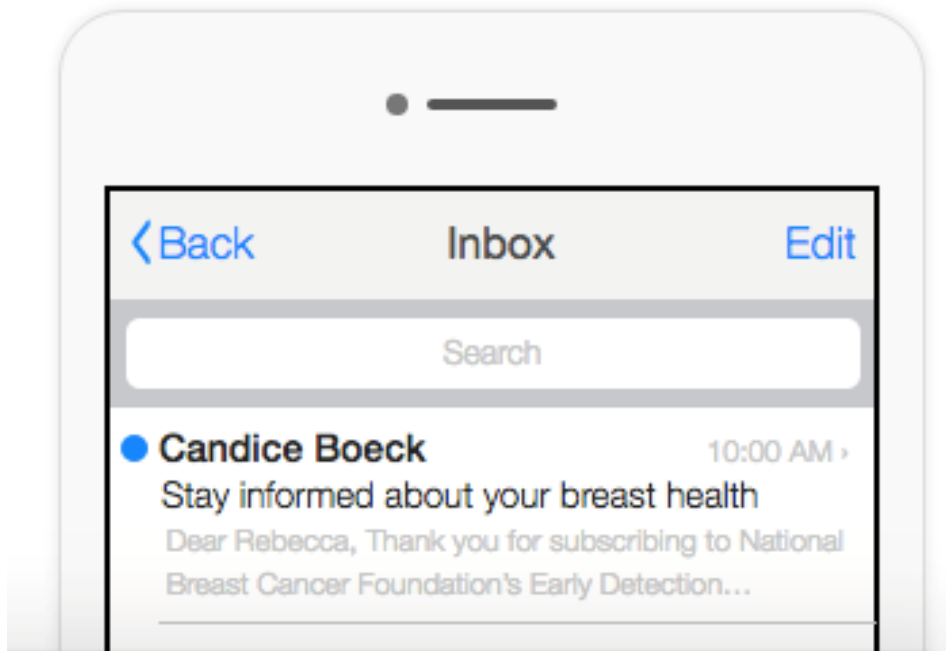 Back Inbox Edit
Search
Candice Boeck 10:00 AM ›
Stay informed about your breast health
Dear Rebecca, Thank you for subscribing to National
Breast Cancer Foundation’s Early Detection...